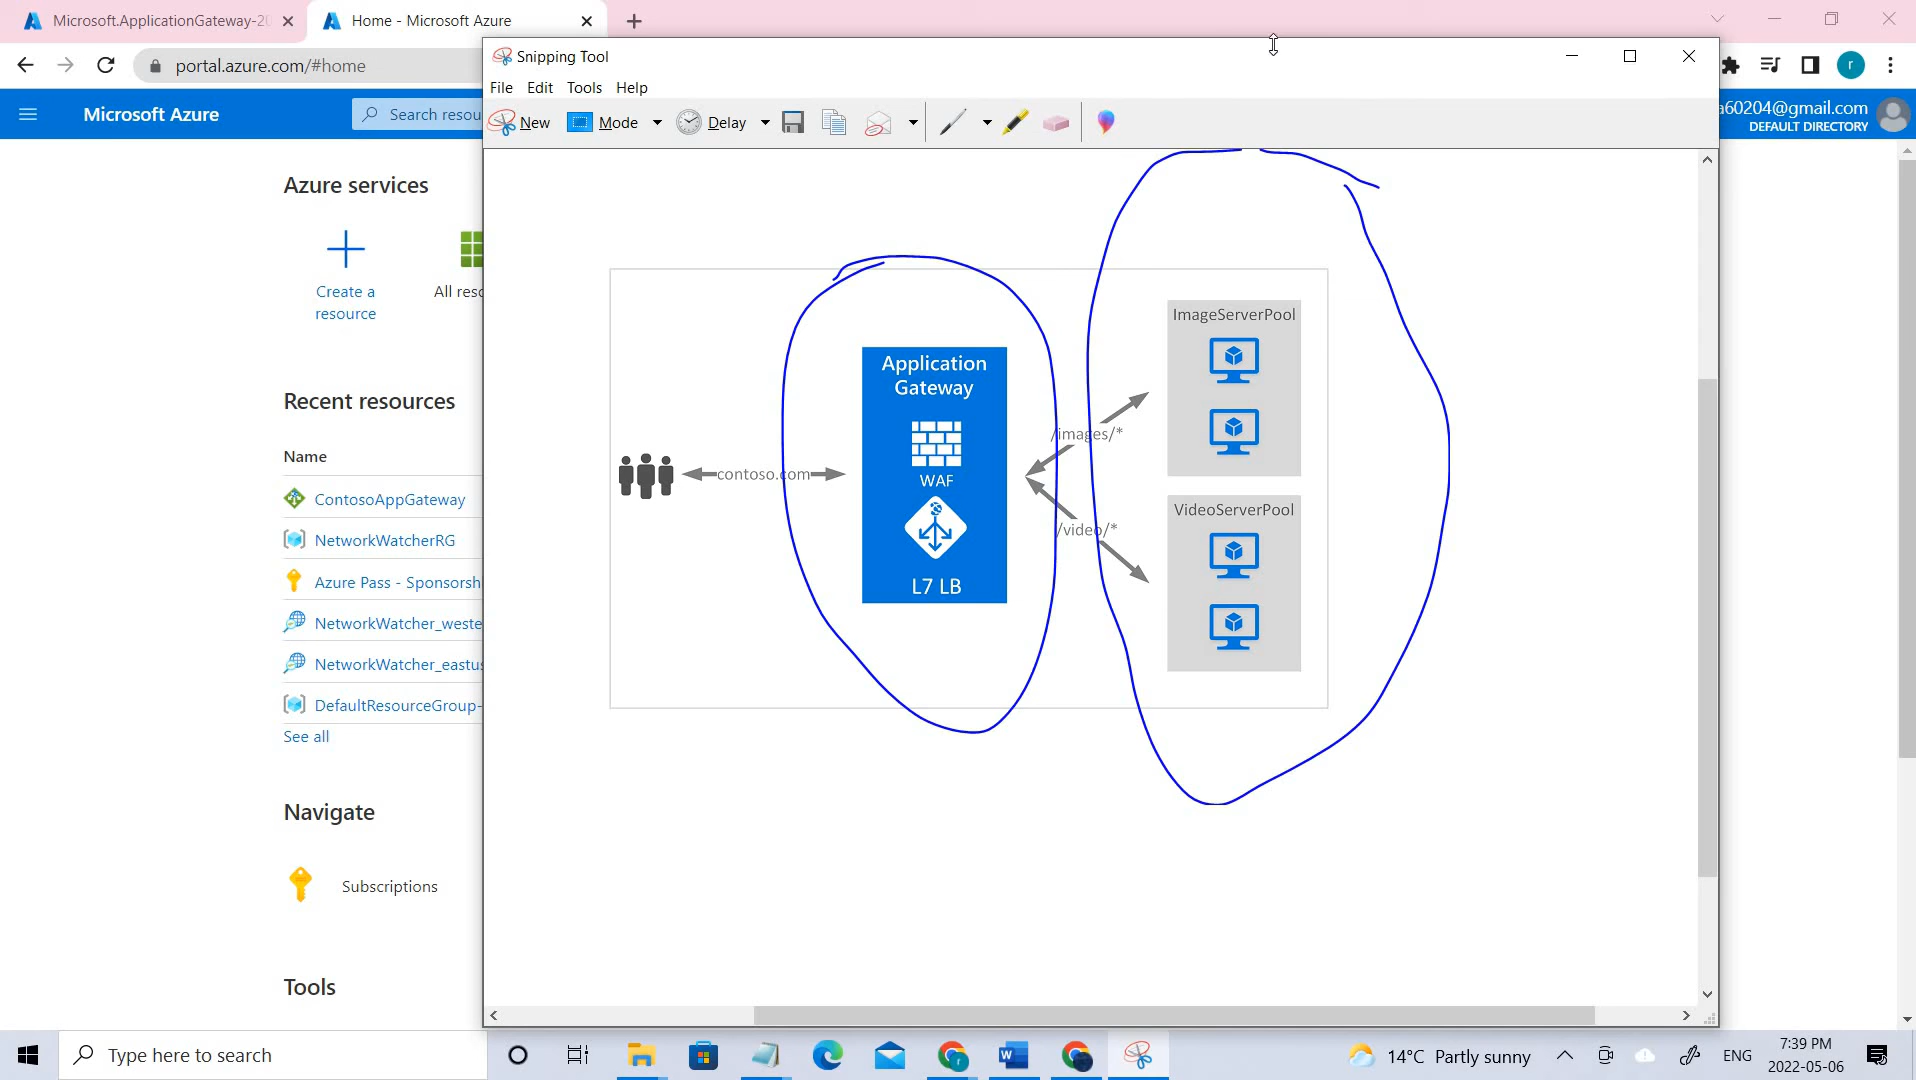 Microsoft.ApplicationGateway-20
Home - Microsoft Azure
portal.azure.com/#home
Snipping Tool
File Edit Tools Help
New Mode Delay
Microsoft Azure
Search resou
a60204@gmail.com
DEFAULT DIRECTORY
r
Azure services
Create a
resource
All reso
Recent resources
Name
ContosoAppGateway
NetworkWatcherRG
Azure Pass - Sponsorsh
NetworkWatcher_weste
NetworkWatcher_eastus
DefaultResourceGroup-
See all
Navigate
Subscriptions
Tools
contoso.com
Application
Gateway
WAF
L7 LB
/images/*
/video/*
ImageServerPool
VideoServerPool
Type here to search
14°C Partly sunny
ENG
7:39 PM
2022-05-06